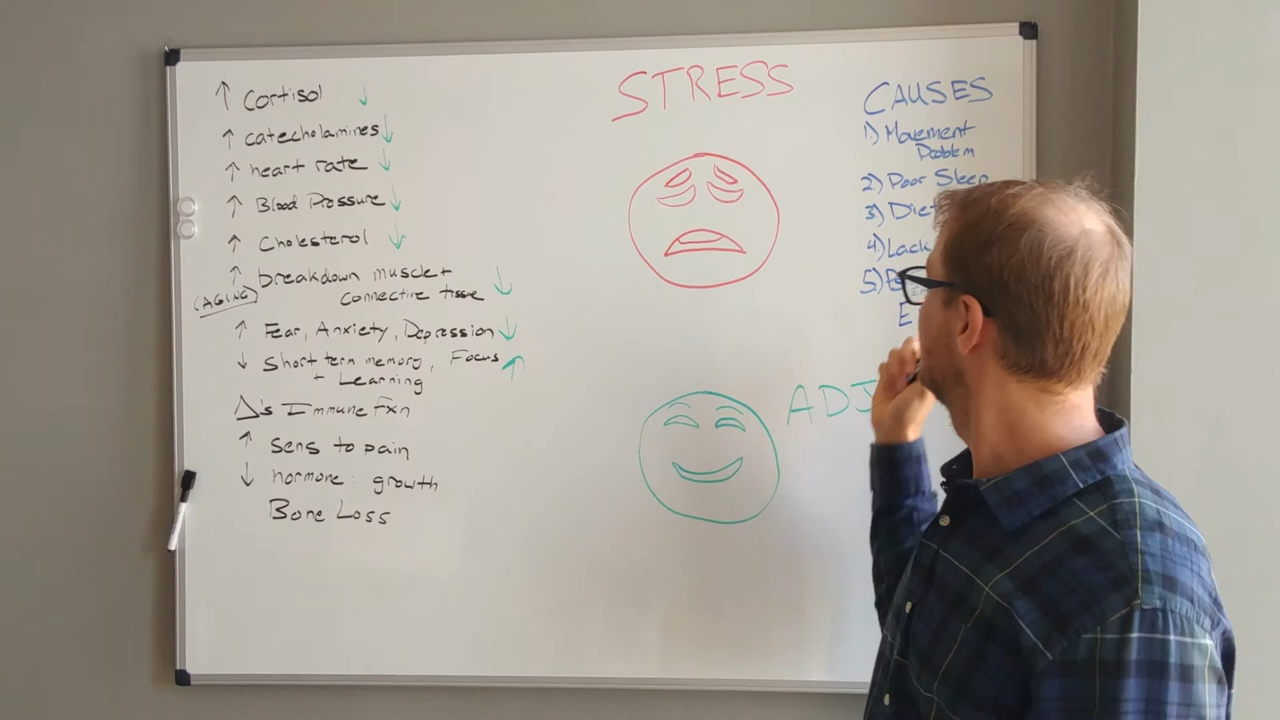 ↑ Cortisol ↓
↑ catecholamines ↓
↑ heart rate ↓
↑ Blood Pressure ↓
↑ Cholesterol ↓
↑ breakdown muscle +
(AGING) connective tissue ↓
↑ Fear, Anxiety, Depression ↓
↓ Short term memory, Focus ↑
+ Learning
Δ's Immune Fxn
↑ sens to pain
↓ hormone: growth
Bone Loss
STRESS
ADJ
CAUSES
1.) Movement
Problem
2) Poor Sleep
3) Diet
4) Lack
5)
E